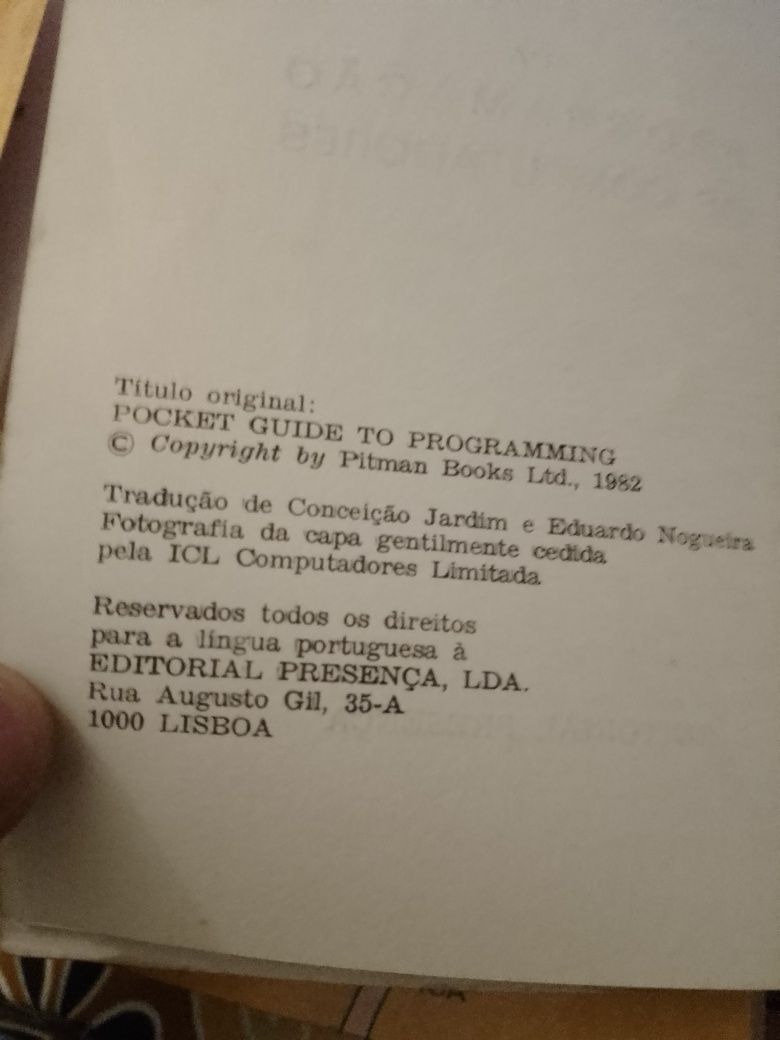 Título original:
POCKET GUIDE TO PROGRAMMING
© Copyright by Pitman Books Ltd., 1982
Tradução de Conceição Jardim e Eduardo Nogueira
Fotografia da capa gentilmente cedida
pela ICL Computadores Limitada
Reservados todos os direitos
para a língua portuguesa à
EDITORIAL PRESENÇA, LDA.
Rua Augusto Gil, 35-A
1000 LISBOA